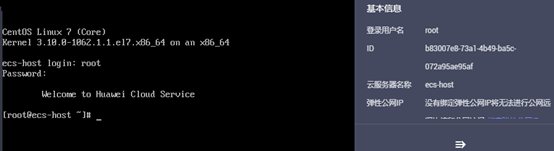 CentOS Linux 7 (Core)
Kernel 3.10.0-1062.1.1.el7.x86_64 on an x86_64
ecs-host login: root
Password:
Welcome to Huawei Cloud Service
[root@ecs-host ~]# _
基本信息
登录用户名 root
ID b83007e8-73a1-4b49-ba5c-
072a95ae95af
云服务器名称 ecs-host
弹性公网IP 没有绑定弹性公网IP将无法进行公网远